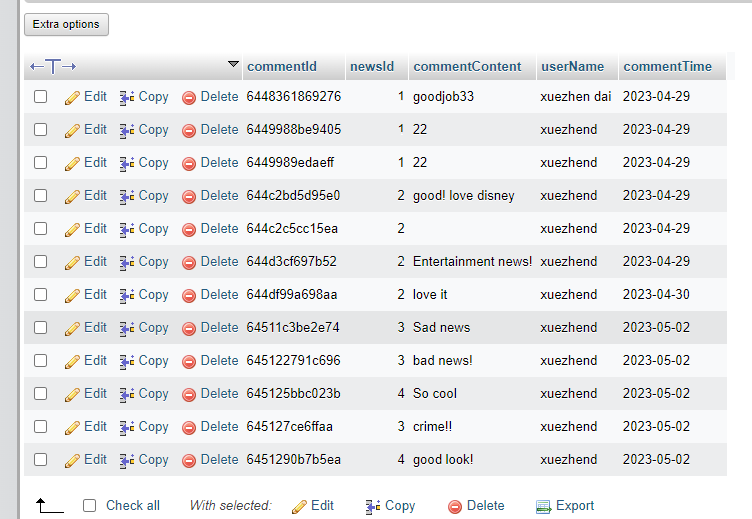 Extra options
commentId newsId commentContent userName commentTime
Edit Copy Delete 6448361869276 1 goodjob33 xuezhen dai 2023-04-29
Edit Copy Delete 6449988be9405 1 22 xuezhend 2023-04-29
Edit Copy Delete 6449989edaeff 1 22 xuezhend 2023-04-29
Edit Copy Delete 644c2bd5d95e0 2 good! love disney xuezhend 2023-04-29
Edit Copy Delete 644c2c5cc15ea 2 xuezhend 2023-04-29
Edit Copy Delete 644d3cf697b52 2 Entertainment news! xuezhend 2023-04-29
Edit Copy Delete 644df99a698aa 2 love it xuezhend 2023-04-30
Edit Copy Delete 64511c3be2e74 3 Sad news xuezhend 2023-05-02
Edit Copy Delete 645122791c696 3 bad news! xuezhend 2023-05-02
Edit Copy Delete 645125bbc023b 4 So cool xuezhend 2023-05-02
Edit Copy Delete 645127ce6ffaa 3 crime!! xuezhend 2023-05-02
Edit Copy Delete 6451290b7b5ea 4 good look! xuezhend 2023-05-02
Check all With selected: Edit Copy Delete Export